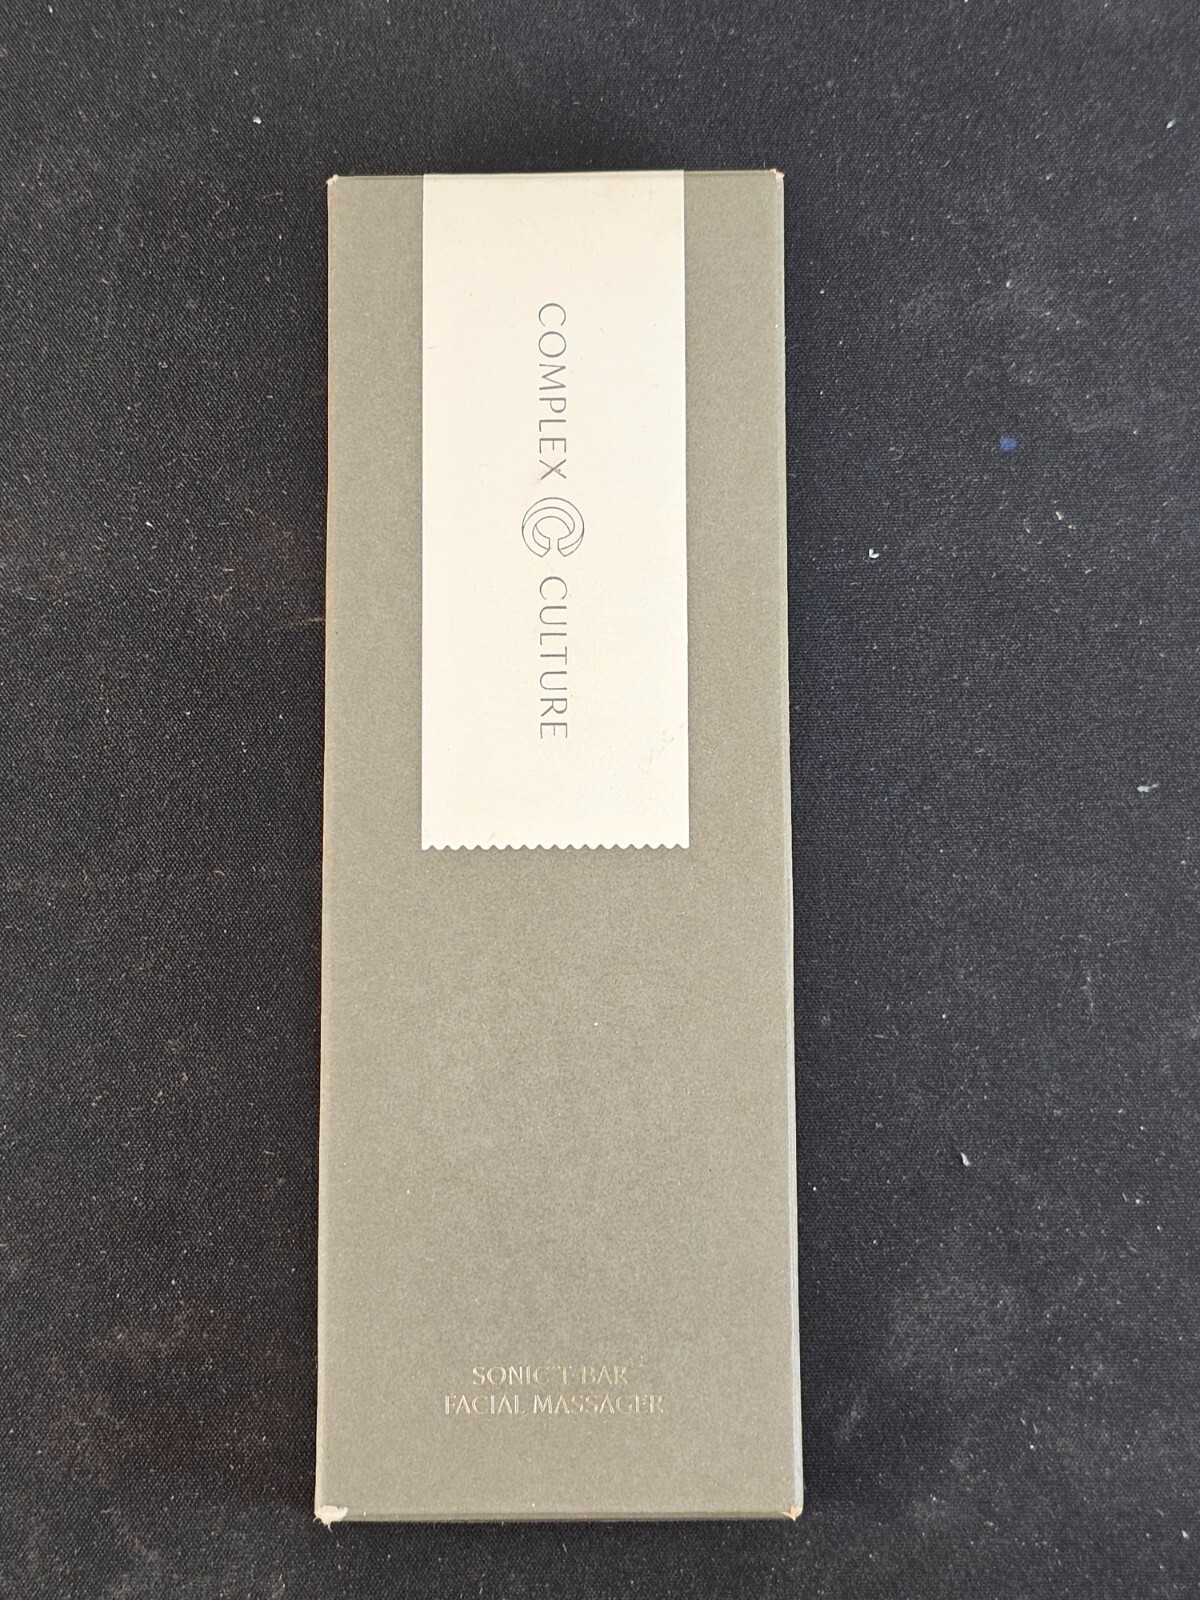 COMPLEX CULTURE
SONIC T-BAR
FACIAL MASSAGER